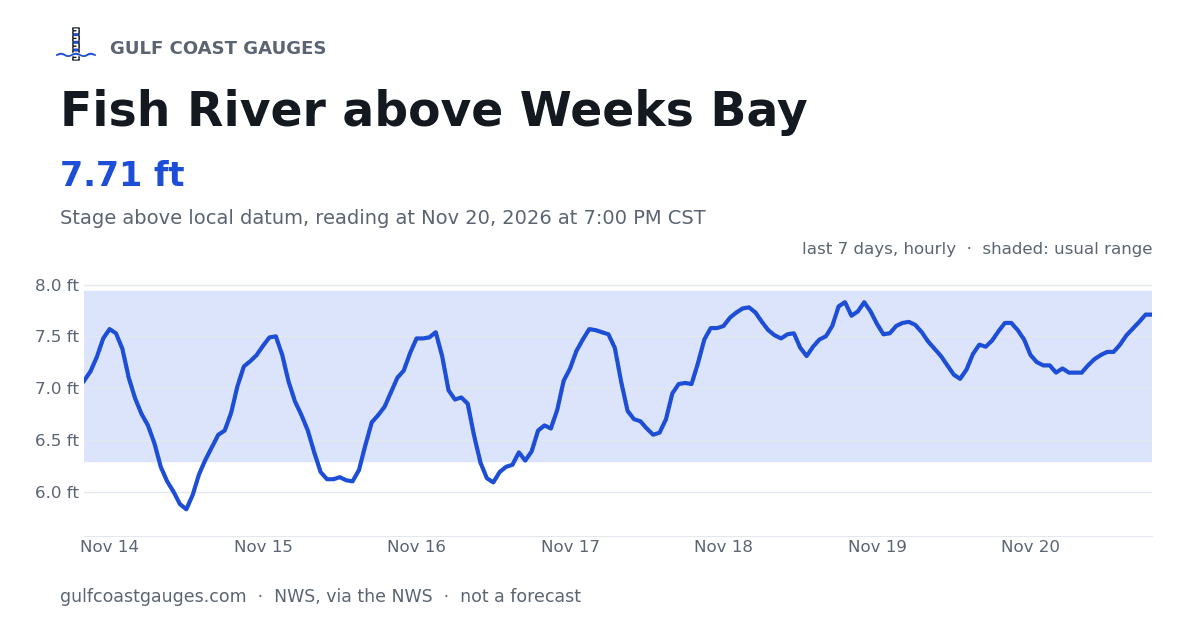 GULF COAST GAUGES
Fish River above Weeks Bay
7.71 ft
Stage above local datum, reading at Nov 20, 2026 at 7:00 PM CST
last 7 days, hourly · shaded: usual range
8.0 ft
7.5 ft
7.0 ft
6.5 ft
6.0 ft
Nov 14 Nov 15 Nov 16 Nov 17 Nov 18 Nov 19 Nov 20
gulfcoastgauges.com · NWS, via the NWS · not a forecast